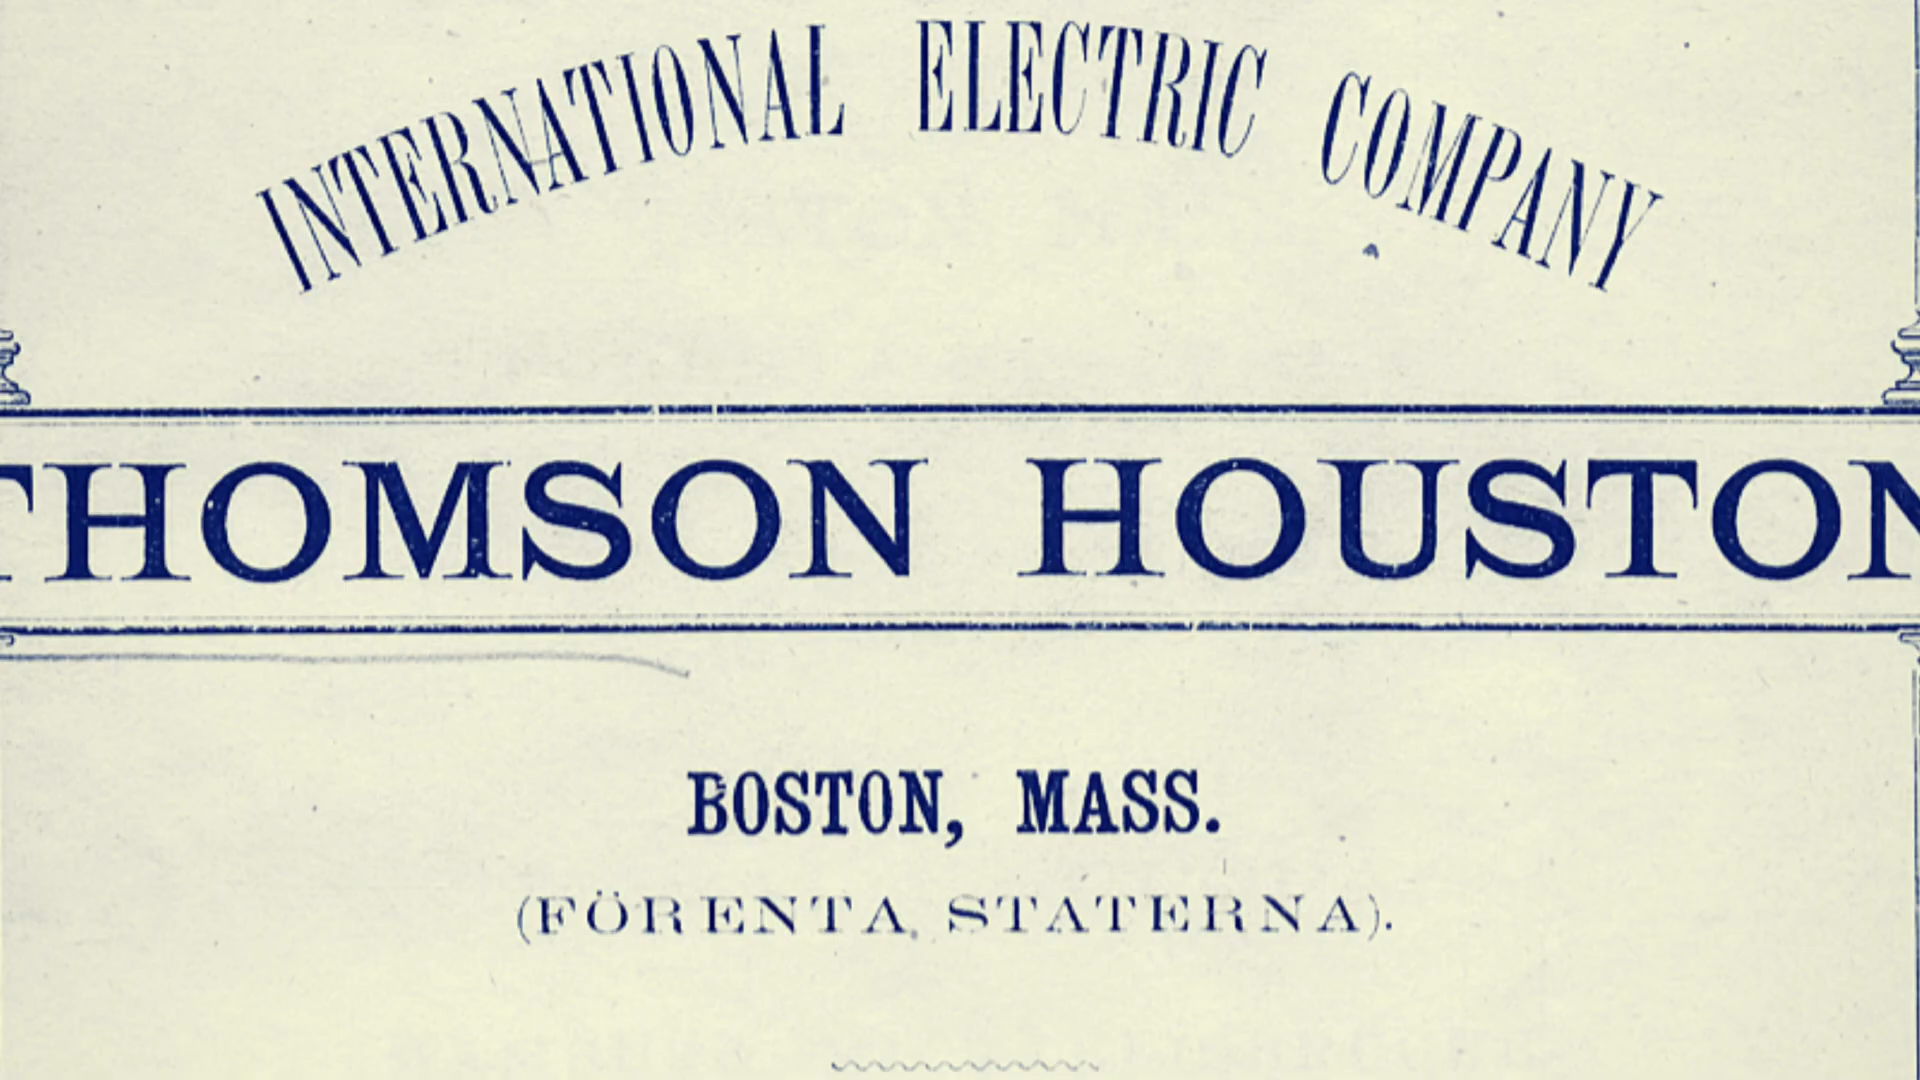 INTERNATIONAL ELECTRIC COMPANY
THOMSON HOUSTON
BOSTON, MASS.
(FÖRENTA STATERNA).